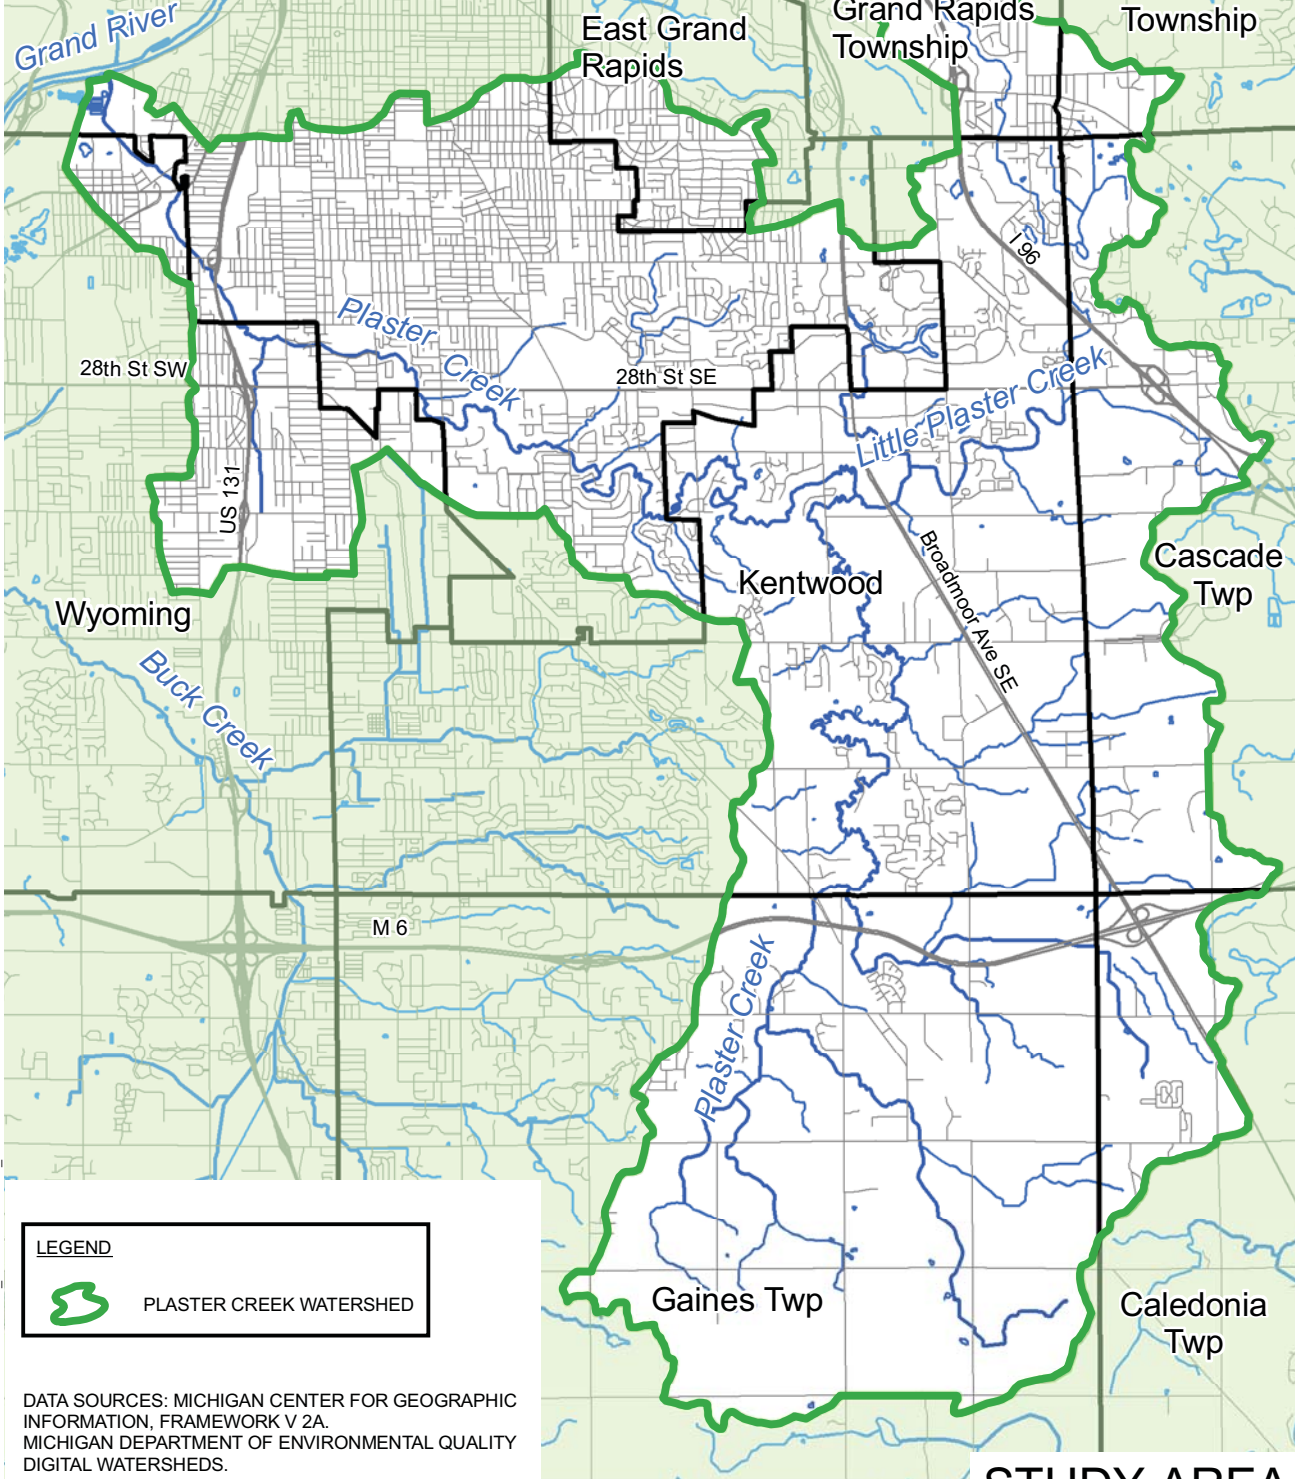 Grand River
East Grand
Rapids
Grand Rapids
Township
Township
I 96
Plaster
Creek
28th St SW
28th St SE
Little Plaster Creek
US 131
Broadmoor Ave SE
Cascade
Twp
Kentwood
Wyoming
Buck Creek
M 6
Plaster Creek
Gaines Twp
Caledonia
Twp
LEGEND
PLASTER CREEK WATERSHED
DATA SOURCES: MICHIGAN CENTER FOR GEOGRAPHIC
INFORMATION, FRAMEWORK V 2A.
MICHIGAN DEPARTMENT OF ENVIRONMENTAL QUALITY
DIGITAL WATERSHEDS.
STUDY AREA